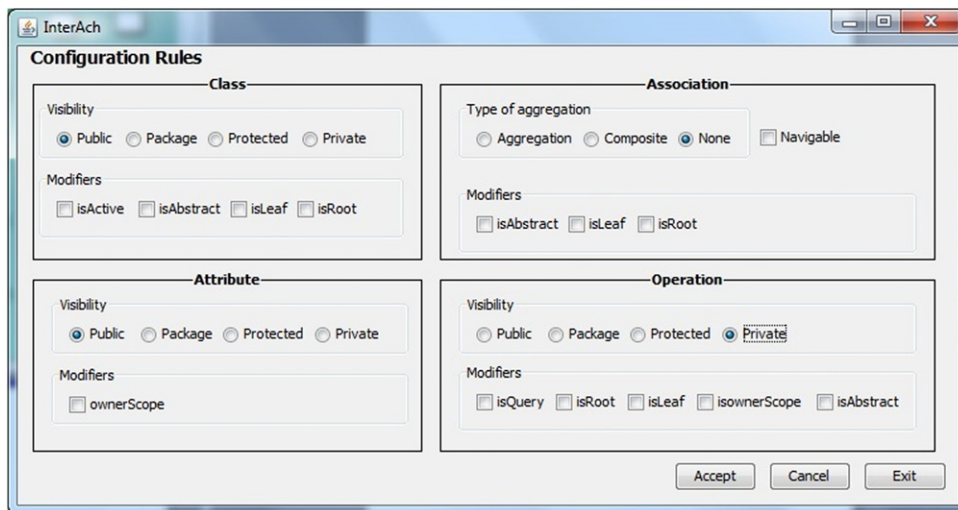 InterAch
Configuration Rules
Class
Visibility
Public Package Protected Private
Modifiers
isActive isAbstract isLeaf isRoot
Association
Type of aggregation
Aggregation Composite None Navigable
Modifiers
isAbstract isLeaf isRoot
Attribute
Visibility
Public Package Protected Private
Modifiers
ownerScope
Operation
Visibility
Public Package Protected Private
Modifiers
isQuery isRoot isLeaf isownerScope isAbstract
Accept Cancel Exit